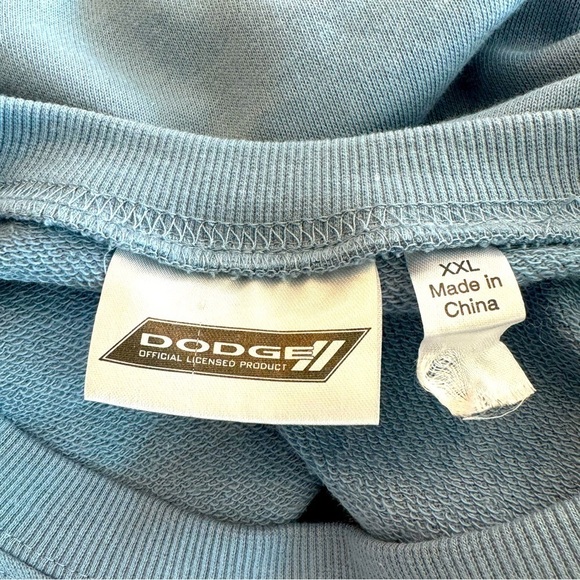 DODGE
OFFICIAL LICENSED PRODUCT
XXL
Made in
China